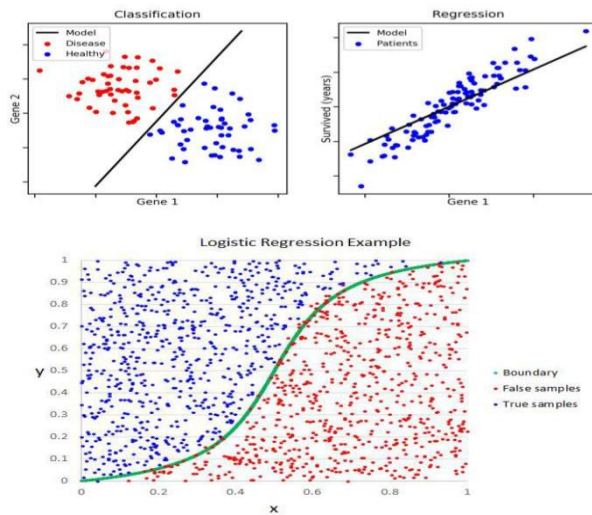 Classification
Model
Disease
Healthy
Gene 2
Gene 1
Regression
Model
Patients
Survived (years)
Gene 1
Logistic Regression Example
1
0.9
0.8
0.7
0.6
0.5
0.4
0.3
0.2
0.1
0
y
0 0.2 0.4 0.6 0.8 1
x
Boundary
False samples
True samples